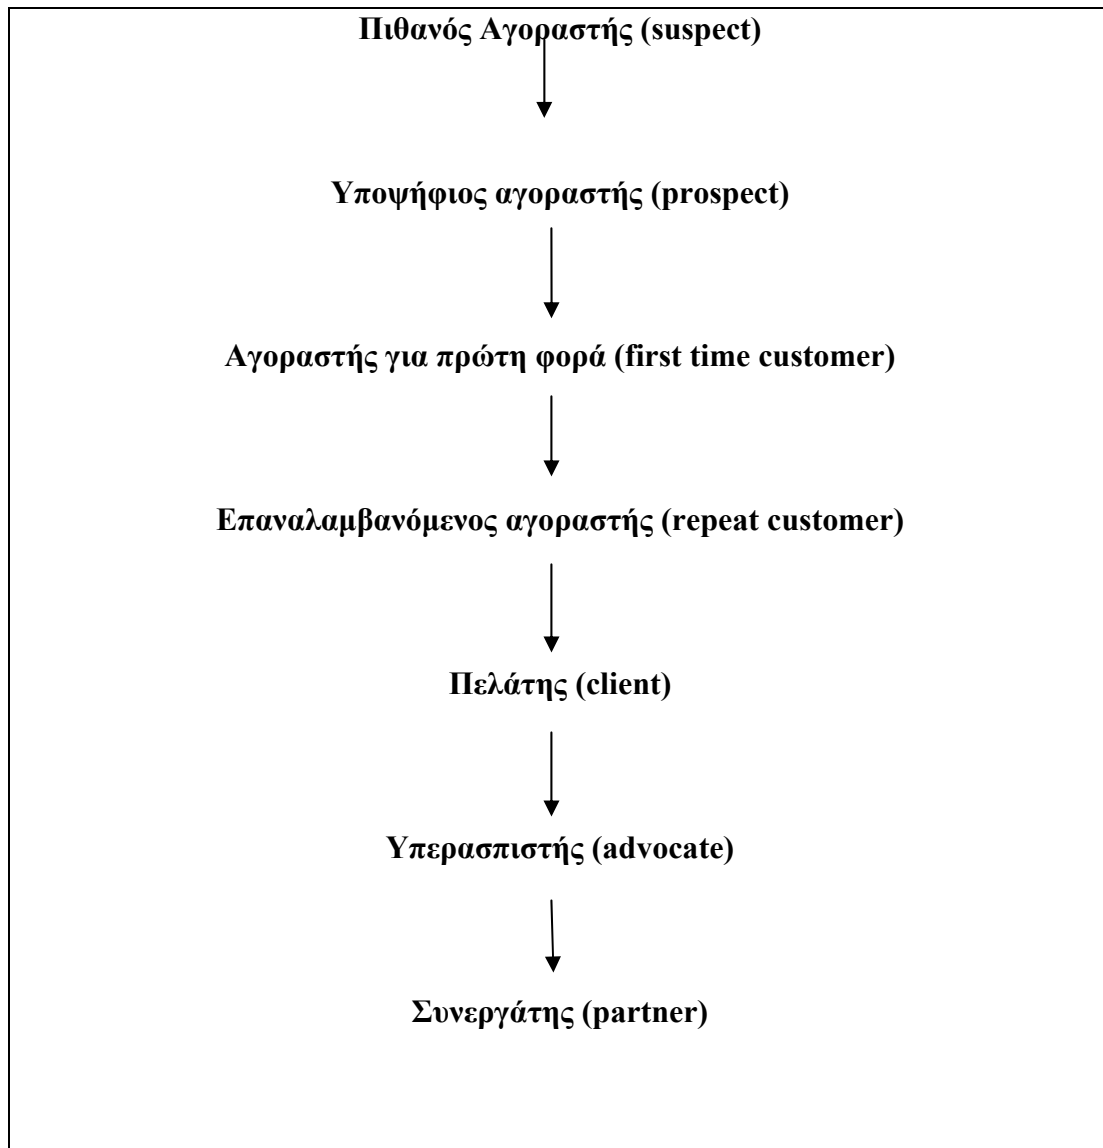 Πιθανός Αγοραστής (suspect)
Υποψήφιος αγοραστής (prospect)
Αγοραστής για πρώτη φορά (first time customer)
Επαναλαμβανόμενος αγοραστής (repeat customer)
Πελάτης (client)
Υπερασπιστής (advocate)
Συνεργάτης (partner)